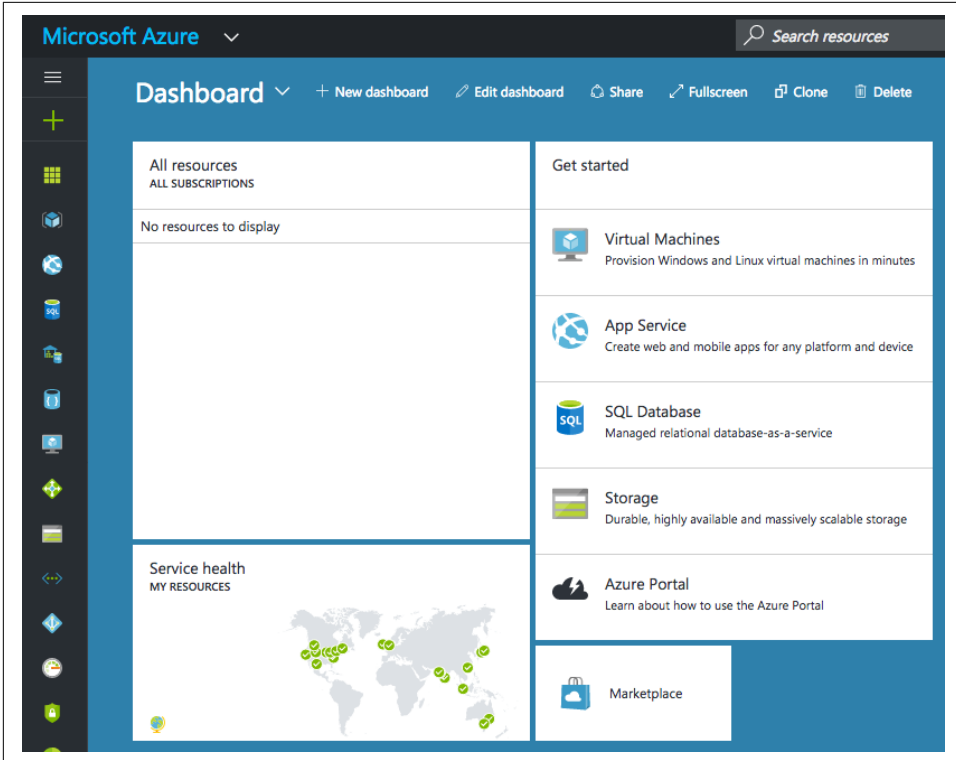 Microsoft Azure
Search resources
Dashboard
New dashboard
Edit dashboard
Share
Fullscreen
Clone
Delete
All resources
ALL SUBSCRIPTIONS
No resources to display
Get started
Virtual Machines
Provision Windows and Linux virtual machines in minutes
App Service
Create web and mobile apps for any platform and device
SQL
SQL Database
Managed relational database-as-a-service
Storage
Durable, highly available and massively scalable storage
Azure Portal
Learn about how to use the Azure Portal
Service health
MY RESOURCES
Marketplace
SQL